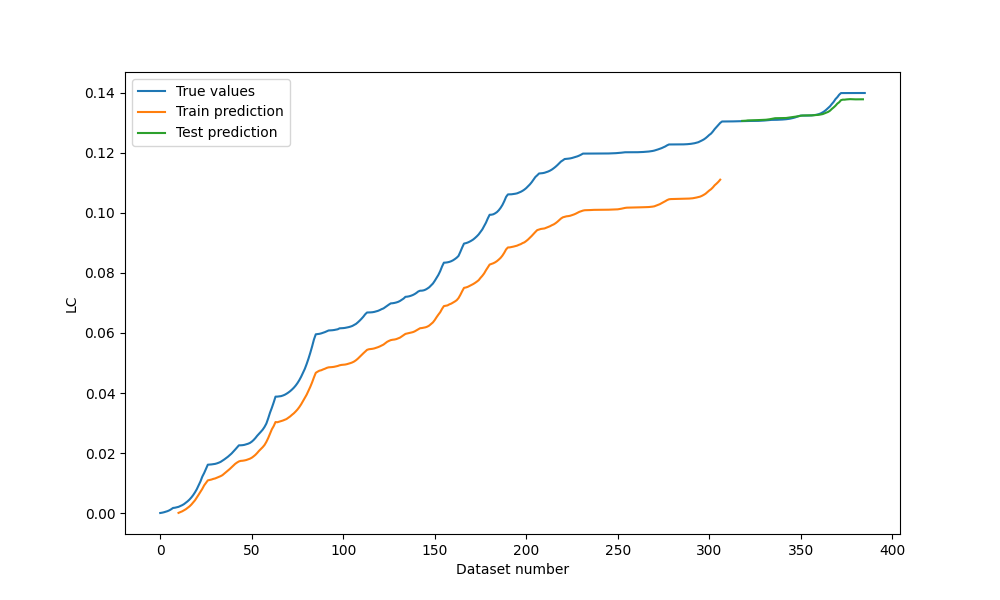 True values
Train prediction
Test prediction
0.14
0.12
0.10
0.08
0.06
0.04
0.02
0.00
LC
0 50 100 150 200 250 300 350 400
Dataset number